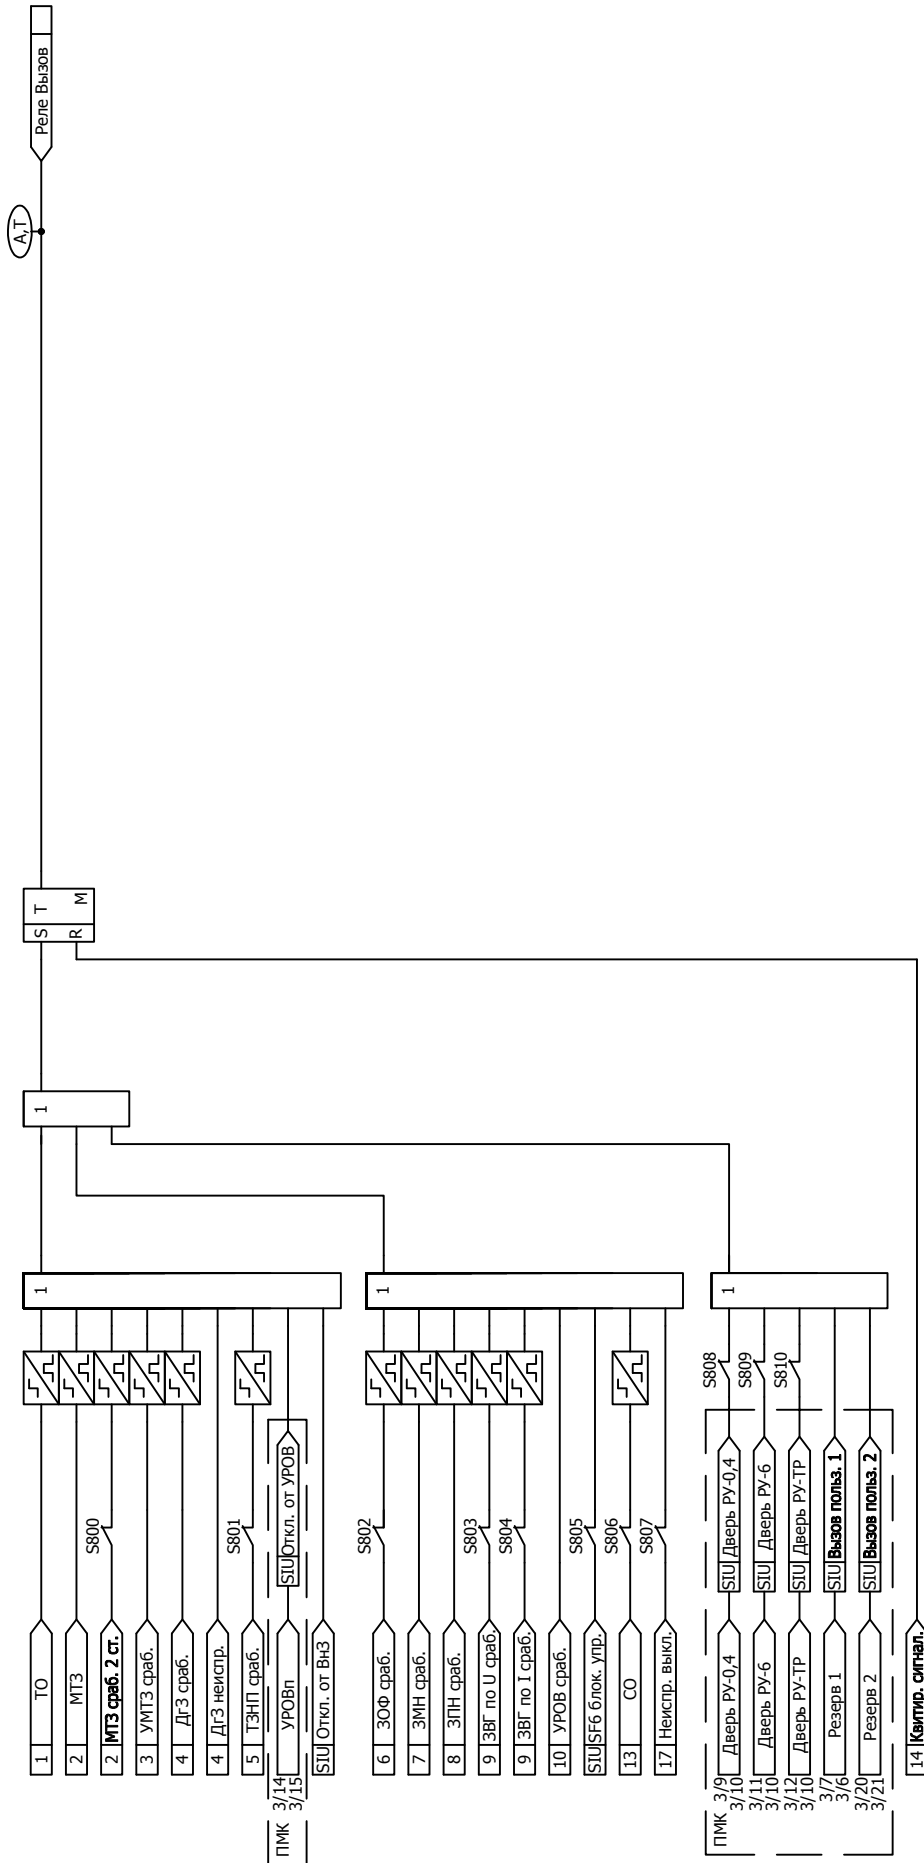 Реле Вызов
А,Т
S T
R M
1
1
1
1
S800
S801
S802
S803
S804
S805
S806
S807
S808
S809
S810
1 ТО
2 МТЗ
2 МТЗ сраб. 2 ст.
3 УМТЗ сраб.
4 ДгЗ сраб.
4 ДгЗ неиспр.
5 ТЗНП сраб.
ПМК 3/14 3/15 УРОВп SIU Откл. от УРОВ
SIU Откл. от ВнЗ
6 ЗОФ сраб.
7 ЗМН сраб.
8 ЗПН сраб.
9 ЗВГ по U сраб.
9 ЗВГ по I сраб.
10 УРОВ сраб.
SIU SF6 блок. упр.
13 СО
17 Неиспр. выкл.
ПМК 3/9 3/10 Дверь РУ-0,4 SIU Дверь РУ-0,4
3/11 3/10 Дверь РУ-6 SIU Дверь РУ-6
3/12 3/10 Дверь РУ-ТР SIU Дверь РУ-ТР
3/7 3/6 Резерв 1 SIU Вызов польз. 1
3/20 3/21 Резерв 2 SIU Вызов польз. 2
14 Квитир. сигнал.